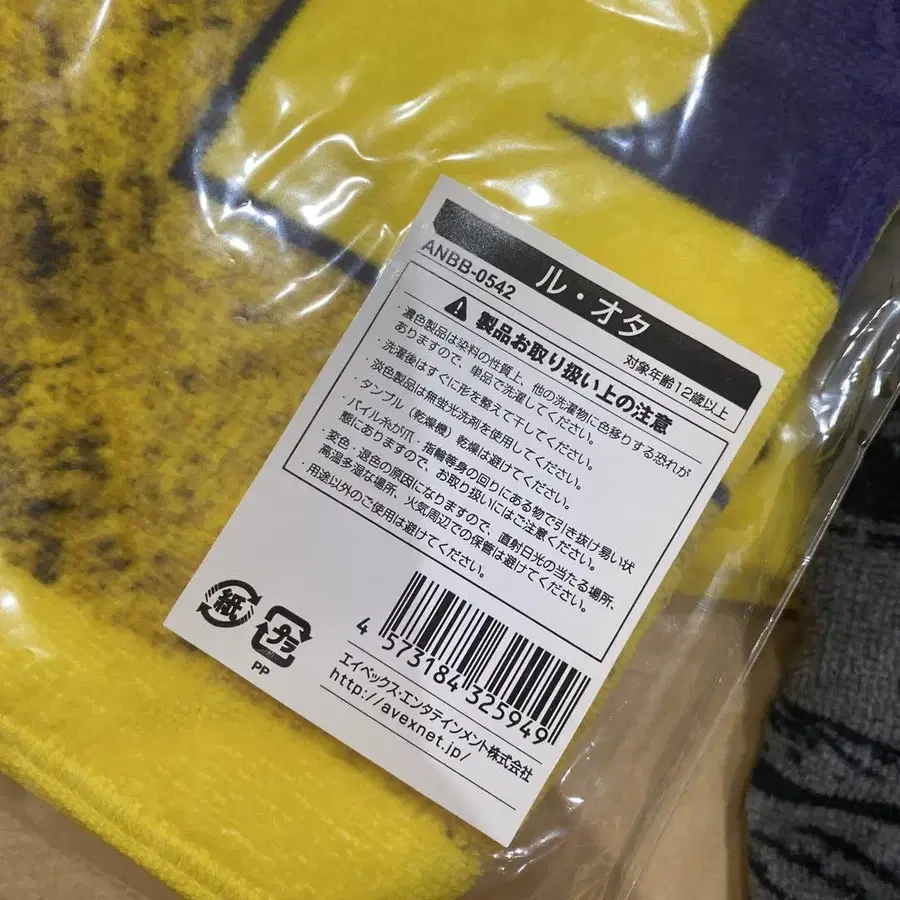 ル・オタ
ANBB-0542
対象年齢12歳以上
製品お取り扱い上の注意
・濃色製品は染料の性質上、他の洗濯物に色移りする恐れが
ありますので、単品で洗濯してください。
・洗濯後はすぐに形を整えて干してください。
・淡色製品は無蛍光洗剤を使用してください。
・タンブル(乾燥機)乾燥は避けてください。
・パイル糸が爪、指輪等身の回りにある物で引き抜け易い状
態にありますので、お取り扱いにはご注意ください。
・変色、退色の原因になりますので、直射日光の当たる場所、
高温多湿な場所、火気周辺での保管は避けてください。
・用途以外のご使用は避けてください。
紙
プラ
PP
4 573184 325949
エイベックス・エンタテインメント株式会社
http://avexnet.jp/